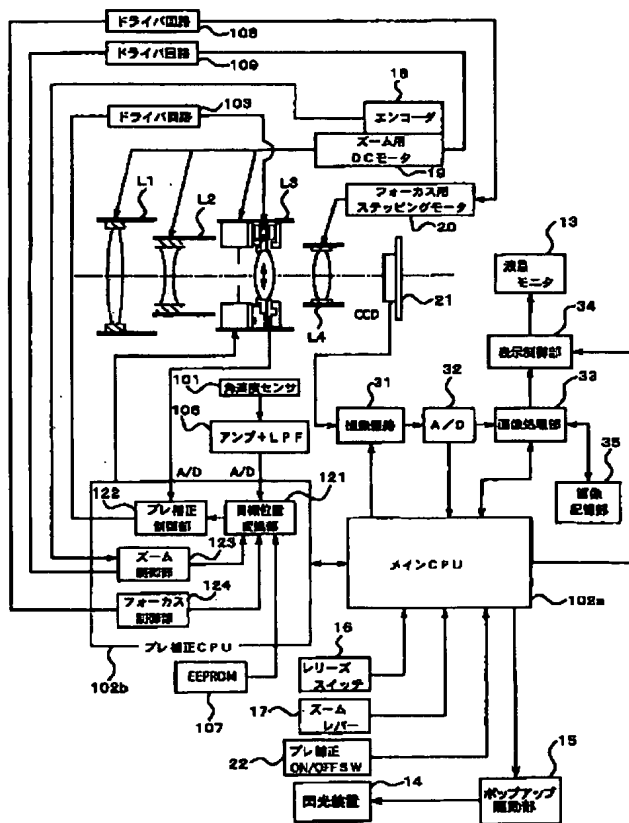 ドライバ回路
108
ドライバ回路
109
ドライバ回路
103
18
エンコーダ
ズーム用
DCモータ
19
フォーカス用
ステッピングモータ
20
L1
L2
L3
L4
CCD
21
13
液晶
モニタ
34
表示制御部
101
角速度センサ
106
アンプ+LPF
31
撮像回路
32
A/D
33
画像処理部
35
画像
記憶部
A/D
A/D
122
ブレ補正
制御部
121
目標位置
変換部
123
ズーム
制御部
124
フォーカス
制御部
ブレ補正CPU
102b
メインCPU
102a
EEPROM
107
16
レリーズ
スイッチ
17
ズーム
レバー
22
ブレ補正
ON/OFFSW
14
閃光装置
15
ポップアップ
駆動部